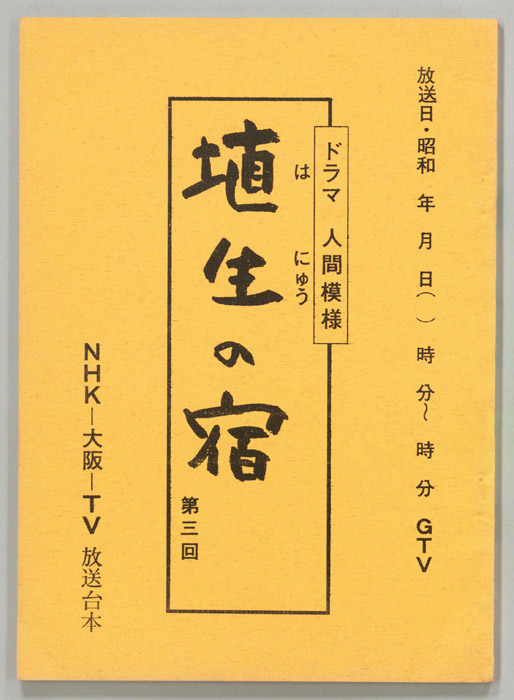 放送日・昭和　年　月　日（　）　時　分〜　時　分　GTV
ドラマ　人間模様
はにゅう
埴生の宿
第三回
NHK―大阪―TV　放送台本